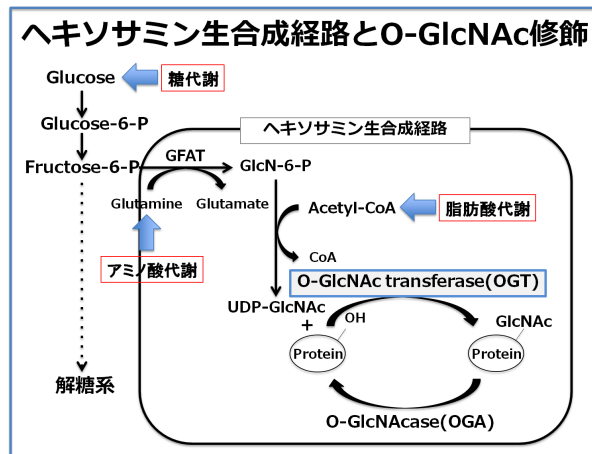 ヘキソサミン生合成経路とO-GlcNAc修飾
Glucose
糖代謝
Glucose-6-P
ヘキソサミン生合成経路
Fructose-6-P
GFAT
GlcN-6-P
Glutamine
Glutamate
Acetyl-CoA
脂肪酸代謝
アミノ酸代謝
CoA
O-GlcNAc transferase(OGT)
UDP-GlcNAc
+
OH
GlcNAc
Protein
Protein
解糖系
O-GlcNAcase(OGA)